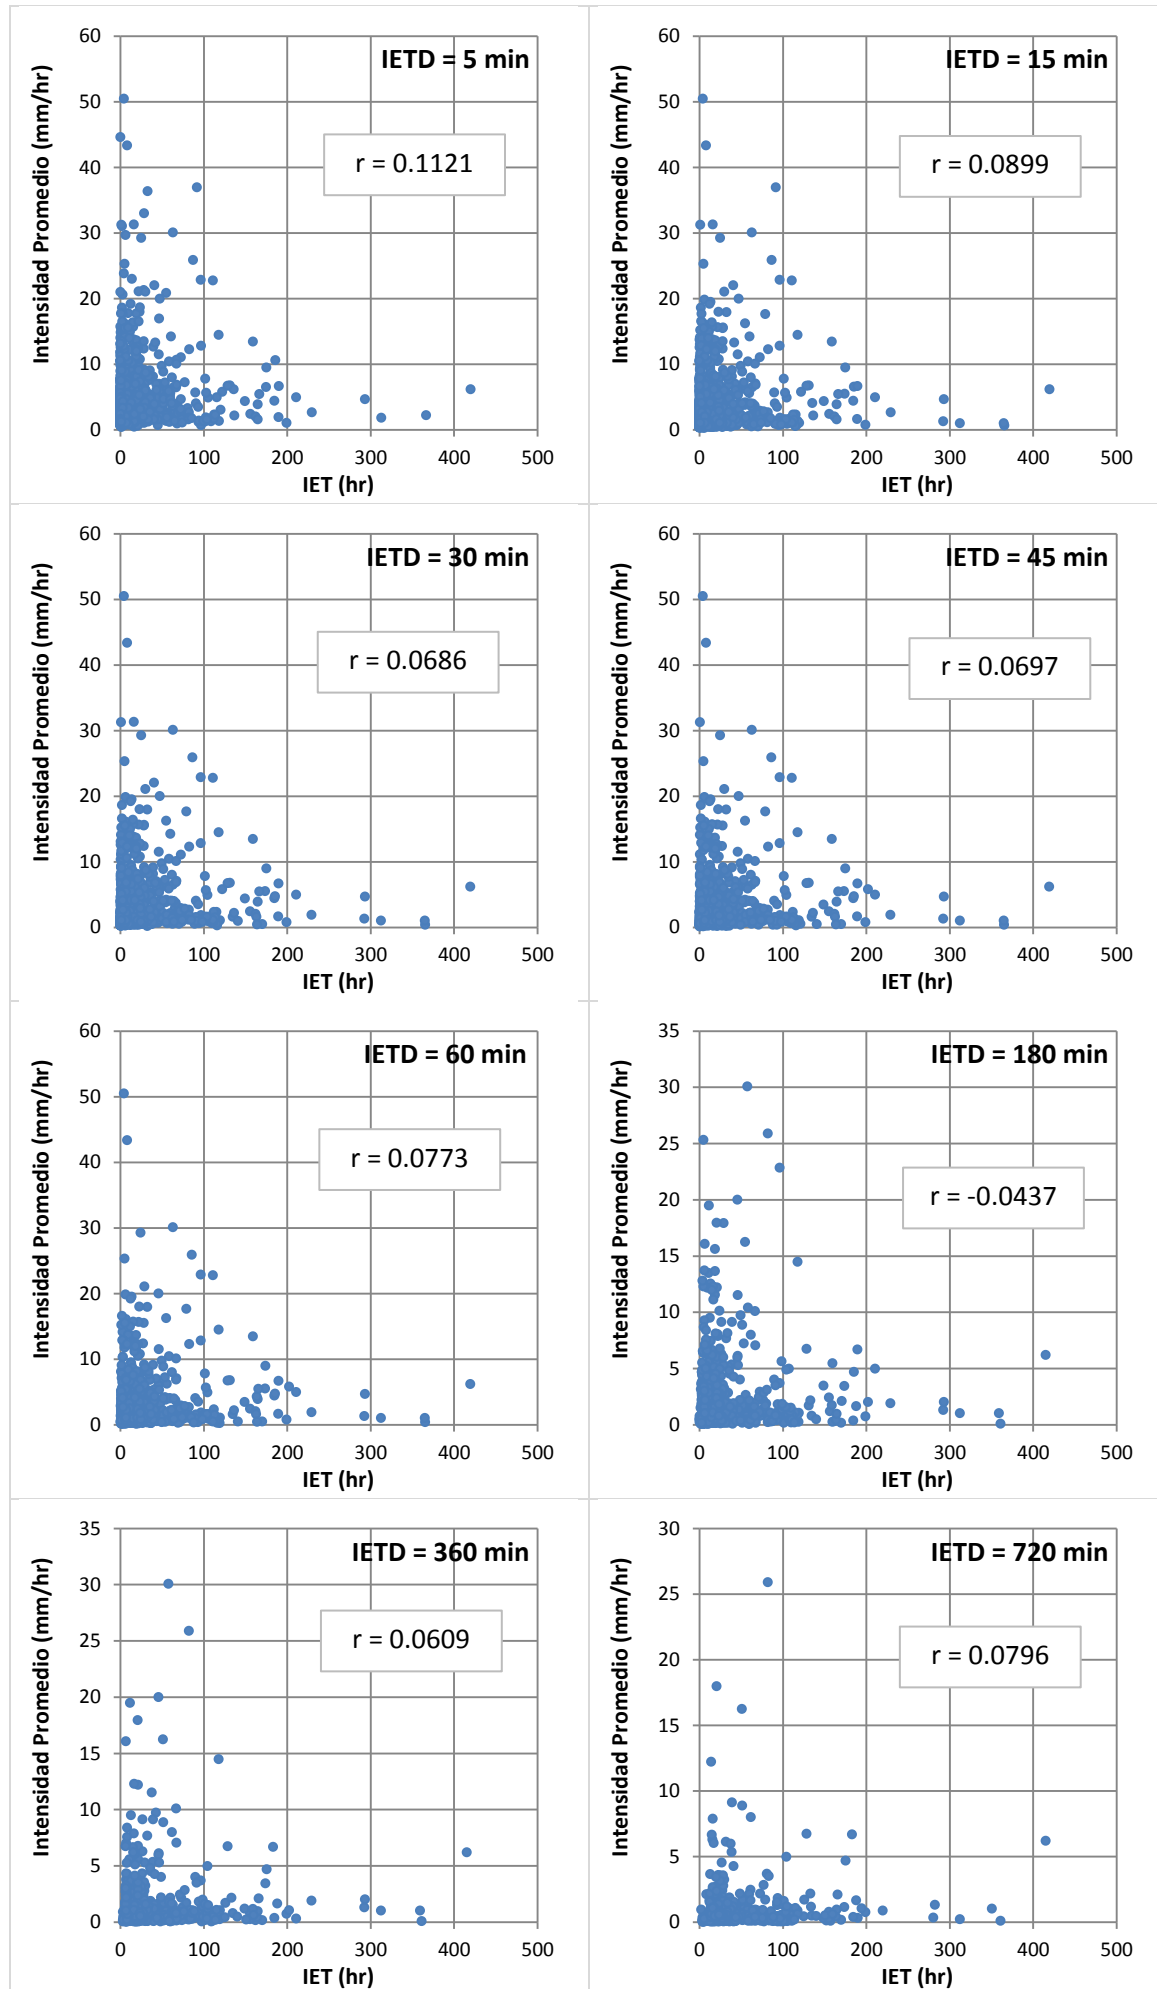 IETD = 5 min
r = 0.1121
Intensidad Promedio (mm/hr)
60
50
40
30
20
10
0
0 100 200 300 400 500
IET (hr)
IETD = 15 min
r = 0.0899
Intensidad Promedio (mm/hr)
60
50
40
30
20
10
0
0 100 200 300 400 500
IET (hr)
IETD = 30 min
r = 0.0686
Intensidad Promedio (mm/hr)
60
50
40
30
20
10
0
0 100 200 300 400 500
IET (hr)
IETD = 45 min
r = 0.0697
Intensidad Promedio (mm/hr)
60
50
40
30
20
10
0
0 100 200 300 400 500
IET (hr)
IETD = 60 min
r = 0.0773
Intensidad Promedio (mm/hr)
60
50
40
30
20
10
0
0 100 200 300 400 500
IET (hr)
IETD = 180 min
r = -0.0437
Intensidad Promedio (mm/hr)
35
30
25
20
15
10
5
0
0 100 200 300 400 500
IET (hr)
IETD = 360 min
r = 0.0609
Intensidad Promedio (mm/hr)
35
30
25
20
15
10
5
0
0 100 200 300 400 500
IET (hr)
IETD = 720 min
r = 0.0796
Intensidad Promedio (mm/hr)
30
25
20
15
10
5
0
0 100 200 300 400 500
IET (hr)